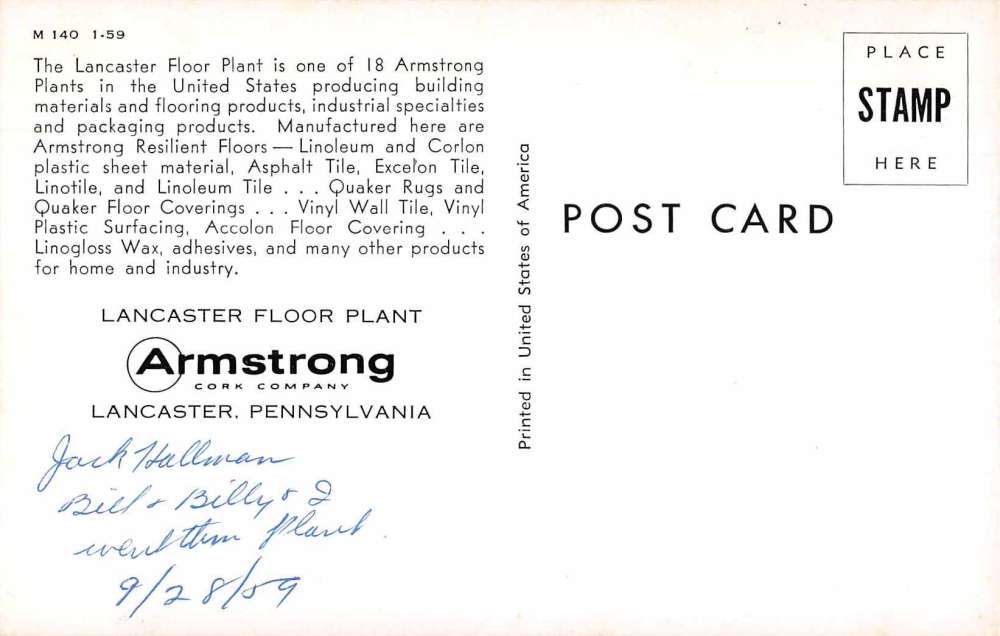 M 140 1-59
The Lancaster Floor Plant is one of 18 Armstrong
Plants in the United States producing building
materials and flooring products, industrial specialties
and packaging products. Manufactured here are
Armstrong Resilient Floors — Linoleum and Corlon
plastic sheet material, Asphalt Tile, Excelon Tile,
Linotile, and Linoleum Tile . . . Quaker Rugs and
Quaker Floor Coverings . . . Vinyl Wall Tile, Vinyl
Plastic Surfacing, Accolon Floor Covering . . .
Linogloss Wax, adhesives, and many other products
for home and industry.
LANCASTER FLOOR PLANT
Armstrong
CORK COMPANY
LANCASTER, PENNSYLVANIA
Jack Hallman
Bill & Billy & I
went thru Plant.
9/28/59
Printed in United States of America
POST CARD
PLACE
STAMP
HERE